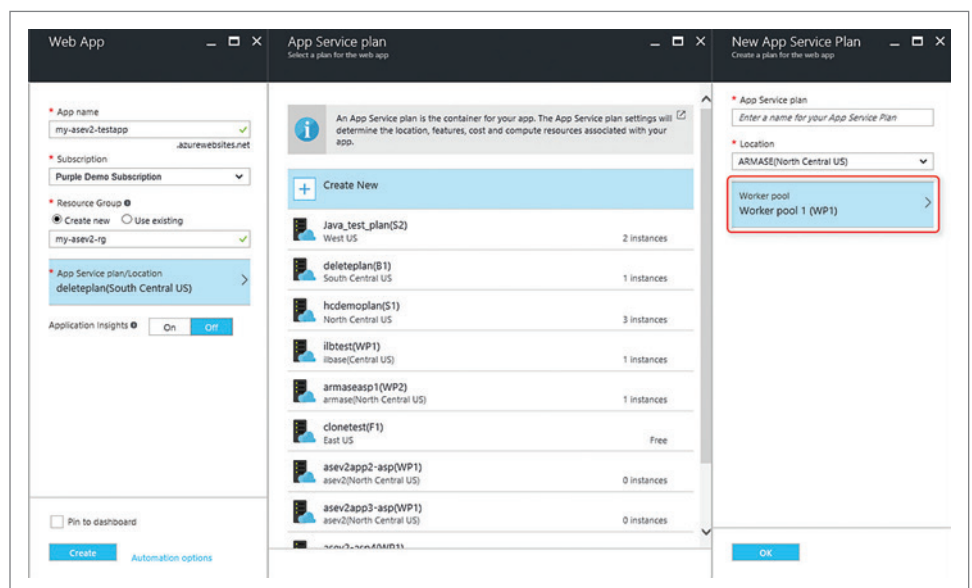 Web App
* App name
my-asev2-testapp
.azurewebsites.net
* Subscription
Purple Demo Subscription
* Resource Group
Create new Use existing
my-asev2-rg
* App Service plan/Location
deleteplan(South Central US)
Application Insights On Off
Pin to dashboard
Create Automation options
App Service plan
Select a plan for the web app
An App Service plan is the container for your app. The App Service plan settings will
determine the location, features, cost and compute resources associated with your
app.
Create New
Java_test_plan(S2)
West US 2 instances
deleteplan(B1)
South Central US 1 instances
hcdemoplan(S1)
North Central US 3 instances
ilbtest(WP1)
ilbase(Central US) 1 instances
armaseasp1(WP2)
armase(North Central US) 1 instances
clonetest(F1)
East US Free
asev2app2-asp(WP1)
asev2(North Central US) 0 instances
asev2app3-asp(WP1)
asev2(North Central US) 0 instances
New App Service Plan
Create a plan for the web app
* App Service plan
Enter a name for your App Service Plan
* Location
ARMASE(North Central US)
Worker pool
Worker pool 1 (WP1)
OK